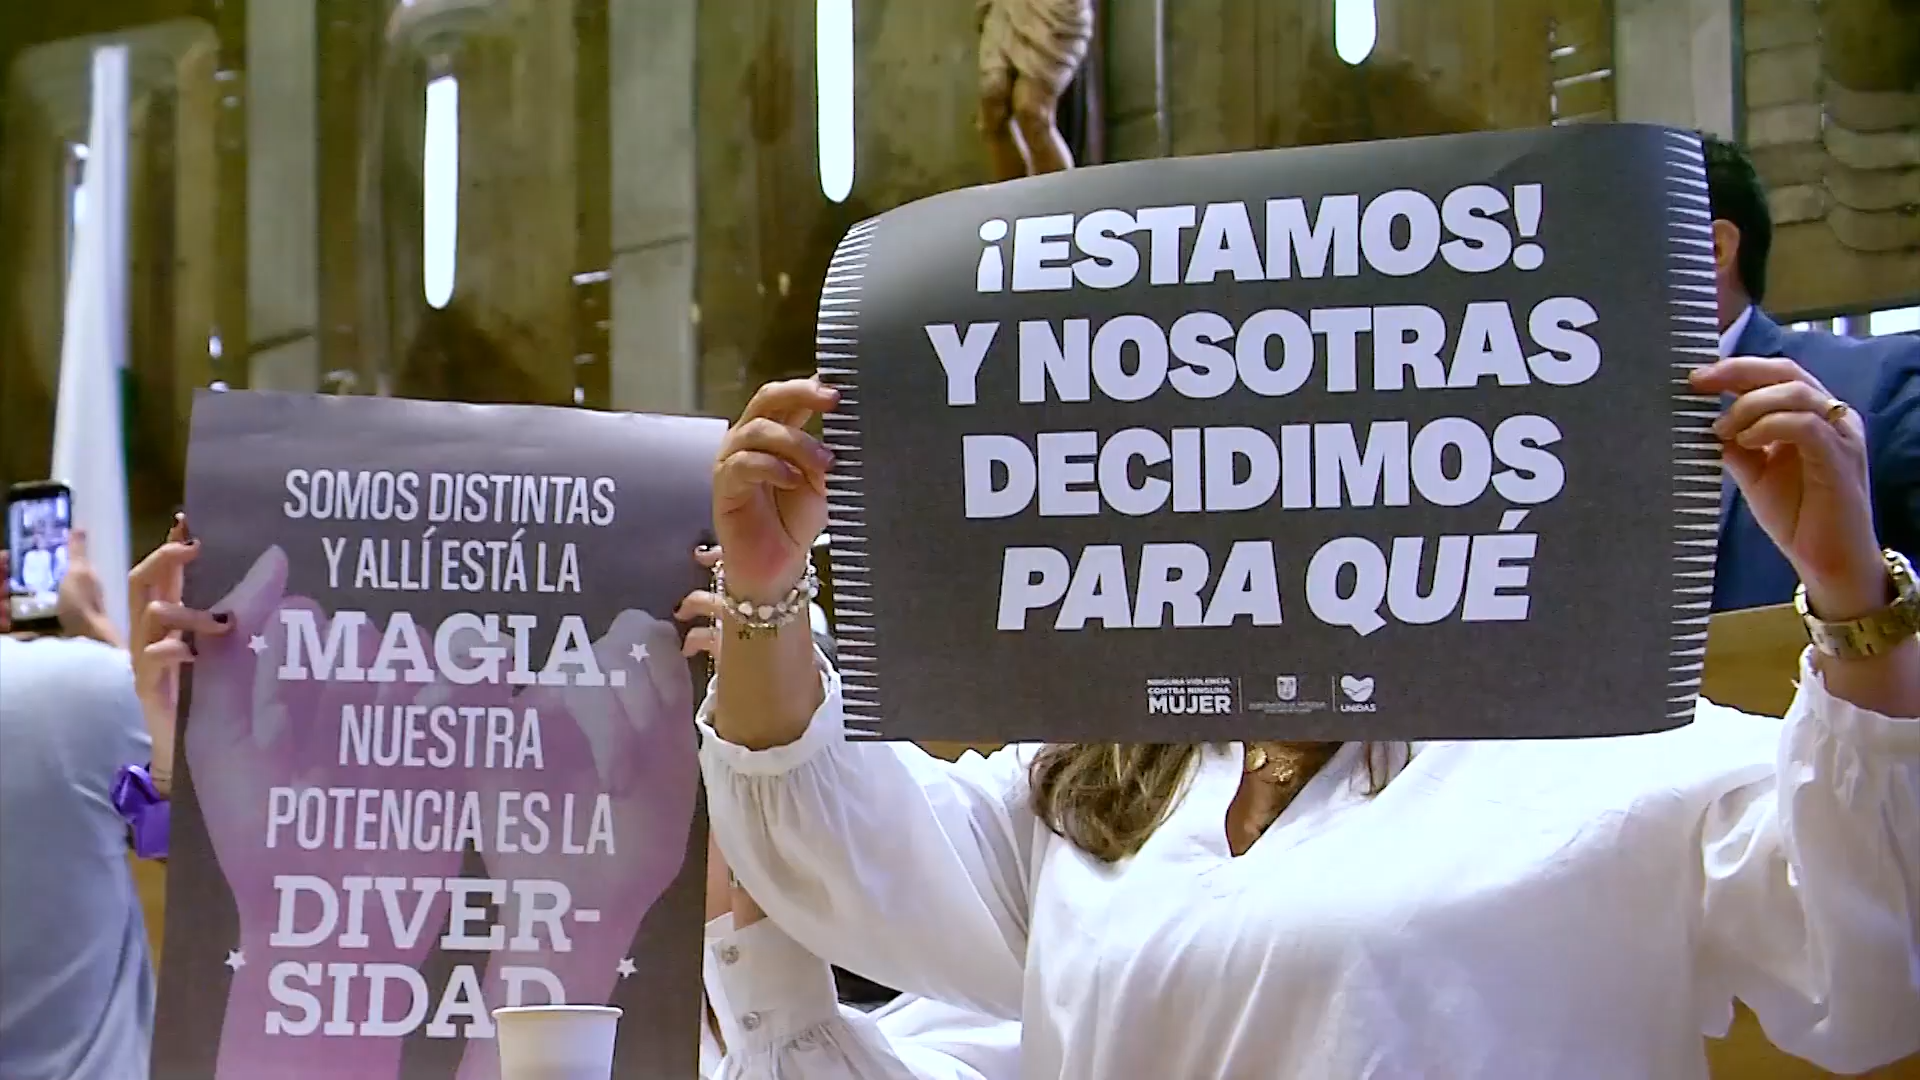 SOMOS DISTINTAS
Y ALLÍ ESTÁ LA
MAGIA.
NUESTRA
POTENCIA ES LA
DIVER-
SIDAD
¡ESTAMOS!
Y NOSOTRAS
DECIDIMOS
PARA QUÉ
NINGUNA VIOLENCIA
CONTRA NINGUNA
MUJER
UNIDAS